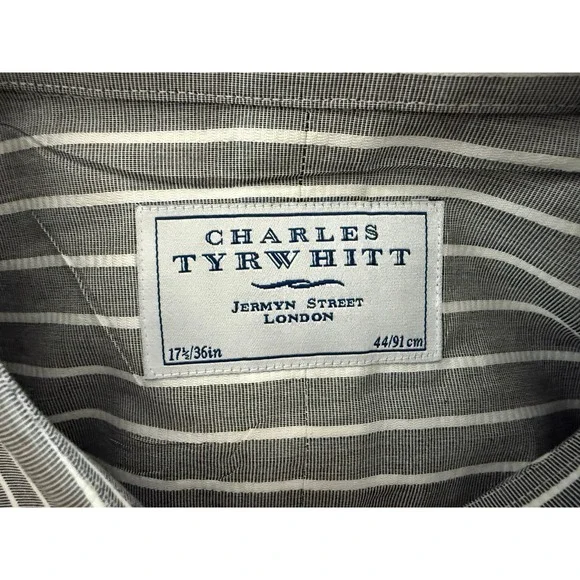 CHARLES
TYRWHITT
JERMYN STREET
LONDON
17½/36in 44/91cm